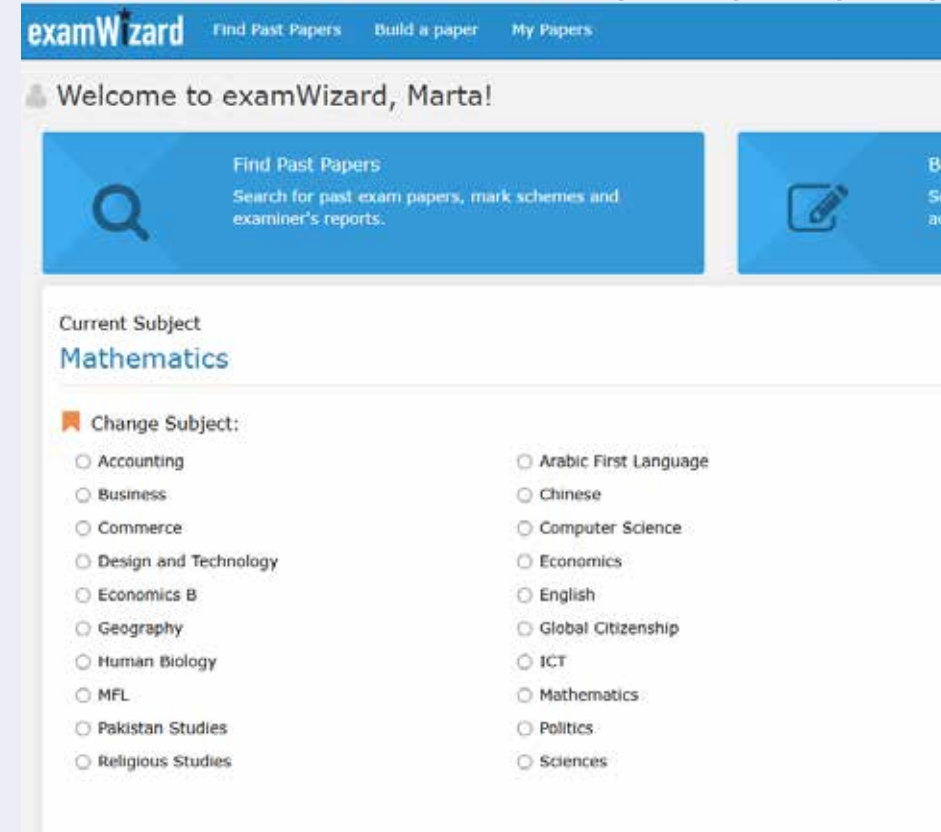 examWizard Find Past Papers Build a paper My Papers
Welcome to examWizard, Marta!
Find Past Papers
Search for past exam papers, mark schemes and
examiner's reports.
Current Subject
Mathematics
Change Subject:
Accounting Arabic First Language
Business Chinese
Commerce Computer Science
Design and Technology Economics
Economics B English
Geography Global Citizenship
Human Biology ICT
MFL Mathematics
Pakistan Studies Politics
Religious Studies Sciences